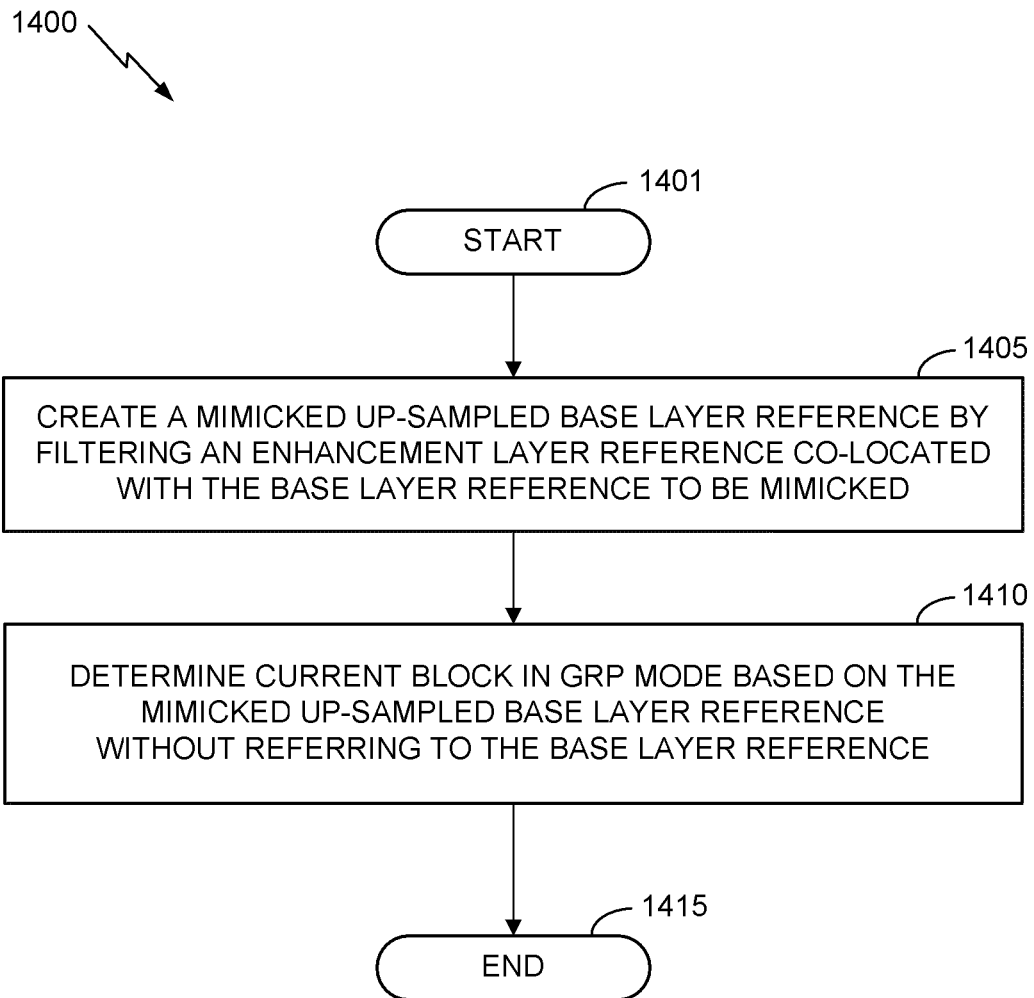 1400
1401
START
1405
CREATE A MIMICKED UP-SAMPLED BASE LAYER REFERENCE BY
FILTERING AN ENHANCEMENT LAYER REFERENCE CO-LOCATED
WITH THE BASE LAYER REFERENCE TO BE MIMICKED
1410
DETERMINE CURRENT BLOCK IN GRP MODE BASED ON THE
MIMICKED UP-SAMPLED BASE LAYER REFERENCE
WITHOUT REFERRING TO THE BASE LAYER REFERENCE
1415
END